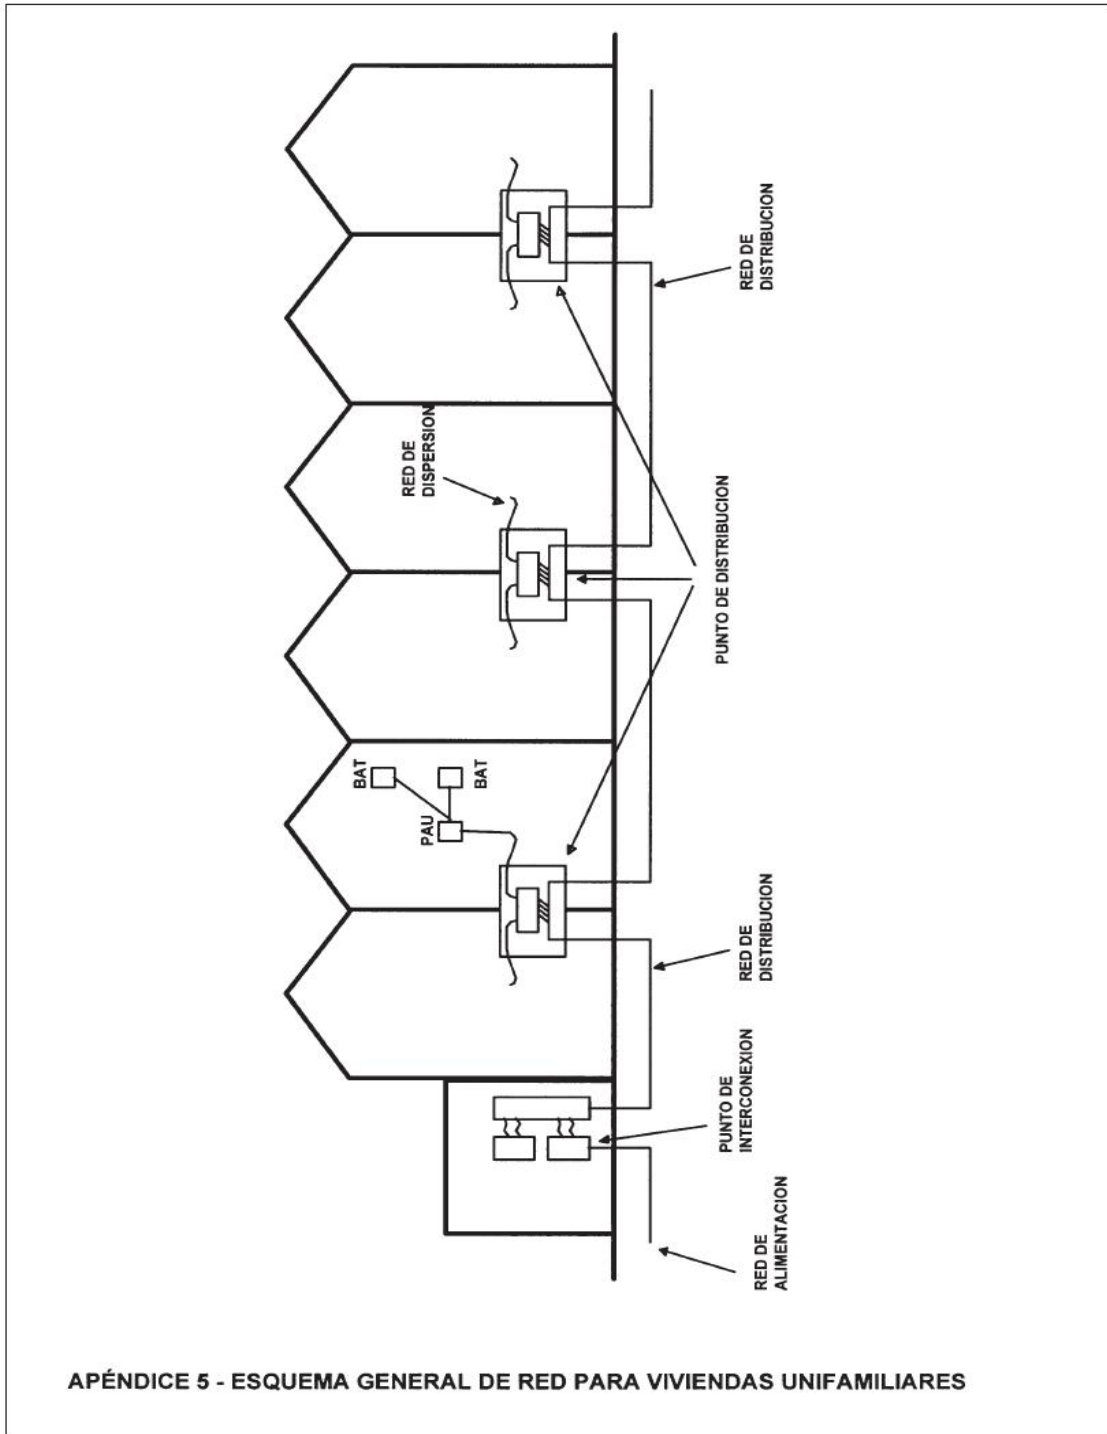 RED DE
DISTRIBUCION
RED DE
DISPERSION
PUNTO DE DISTRIBUCION
BAT
BAT
PAU
RED DE
DISTRIBUCION
PUNTO DE
INTERCONEXION
RED DE
ALIMENTACION
APÉNDICE 5 - ESQUEMA GENERAL DE RED PARA VIVIENDAS UNIFAMILIARES